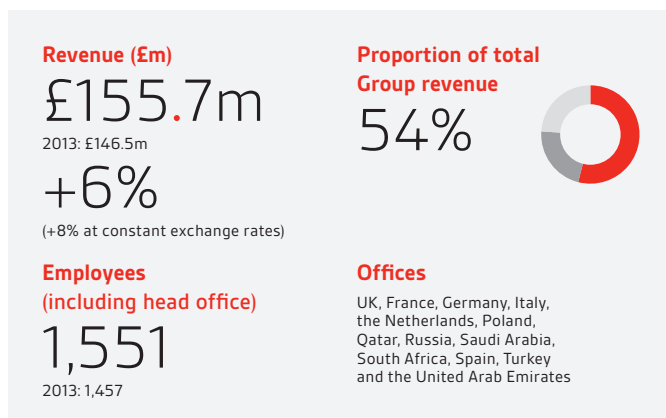 Revenue (£m)
£155.7m
2013: £146.5m
+6%
(+8% at constant exchange rates)
Proportion of total
Group revenue
54%
Employees
(including head office)
1,551
2013: 1,457
Offices
UK, France, Germany, Italy,
the Netherlands, Poland,
Qatar, Russia, Saudi Arabia,
South Africa, Spain, Turkey
and the United Arab Emirates